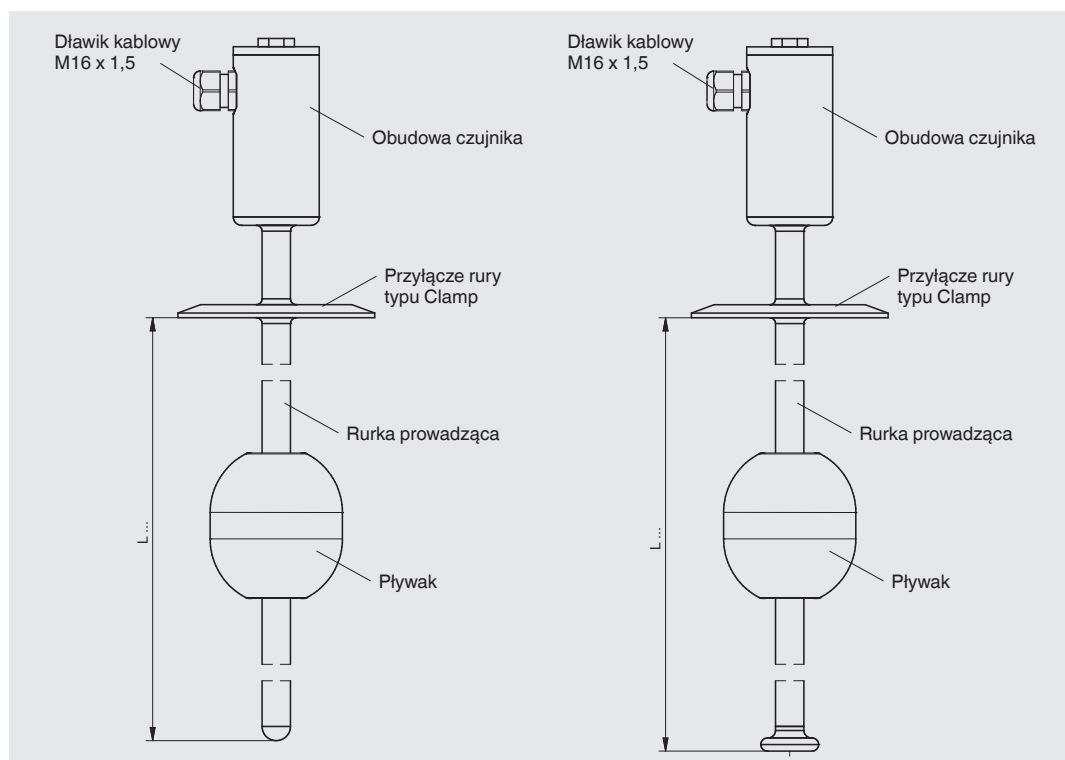 Dławik kablowy
M16 x 1,5
Obudowa czujnika
Przyłącze rury
typu Clamp
Rurka prowadząca
L ...
Pływak
Dławik kablowy
M16 x 1,5
Obudowa czujnika
Przyłącze rury
typu Clamp
Rurka prowadząca
L ...
Pływak